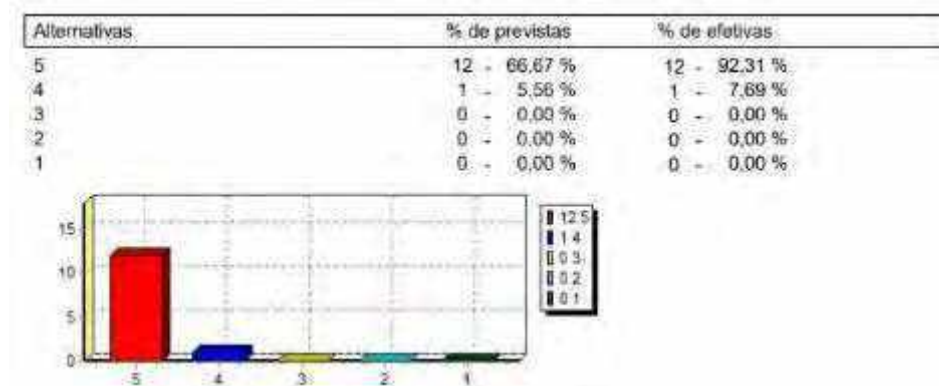 Alternativas % de previstas % de efetivas
5 12 - 66,67 % 12 - 92,31 %
4 1 - 5,56 % 1 - 7,69 %
3 0 - 0,00 % 0 - 0,00 %
2 0 - 0,00 % 0 - 0,00 %
1 0 - 0,00 % 0 - 0,00 %
15
10
5
0
5 4 3 2 1
12 5
1 4
0 3
0 2
0 1